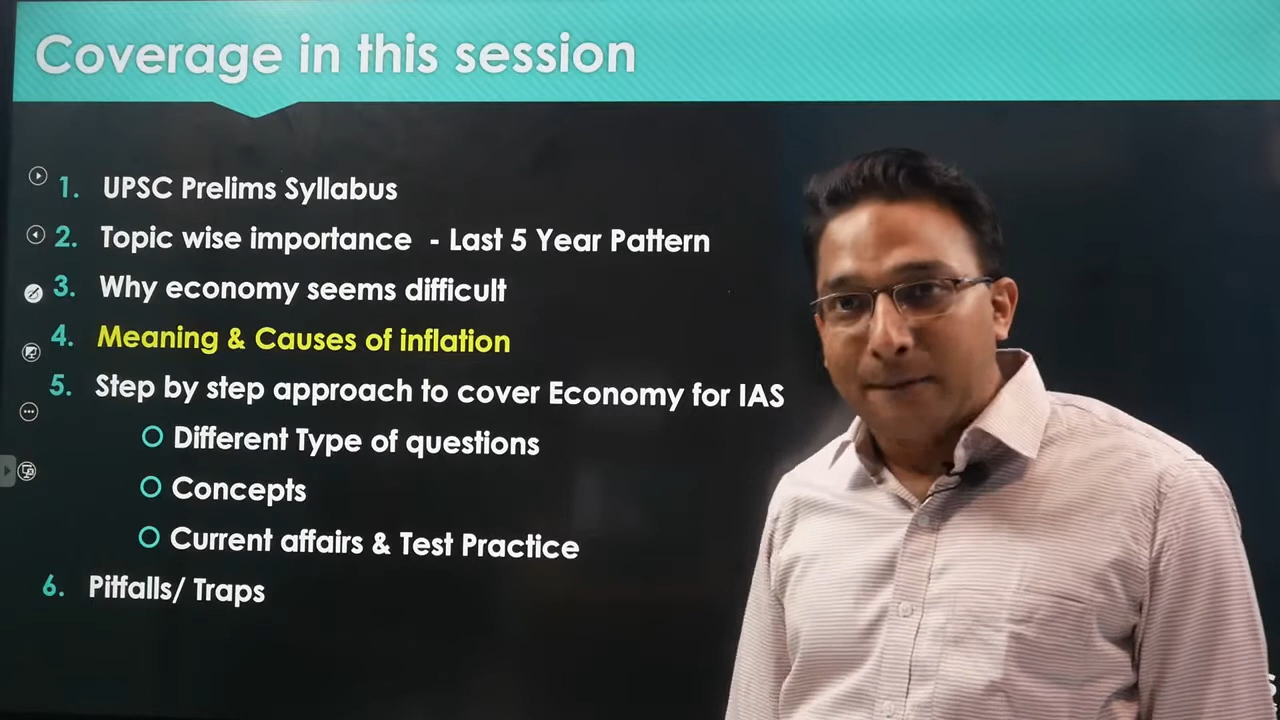 Coverage in this session
1. UPSC Prelims Syllabus
2. Topic wise importance - Last 5 Year Pattern
3. Why economy seems difficult
4. Meaning & Causes of inflation
5. Step by step approach to cover Economy for IAS
Different Type of questions
Concepts
Current affairs & Test Practice
6. Pitfalls/ Traps